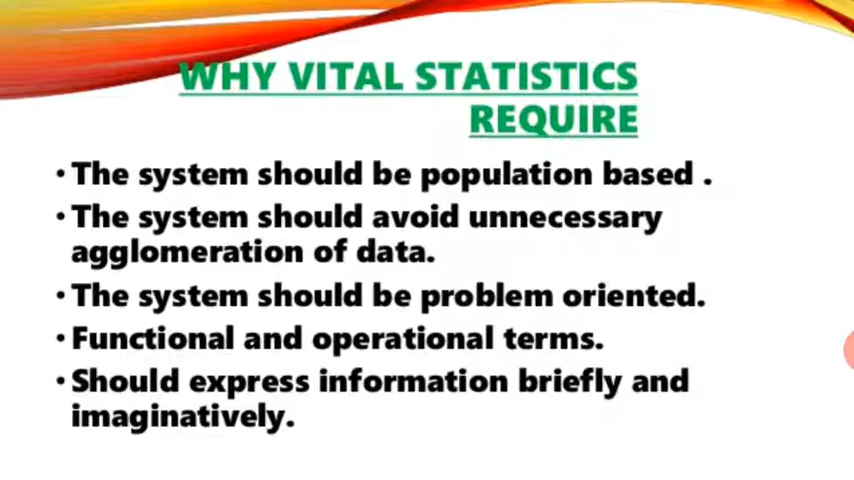 WHY VITAL STATISTICS
REQUIRE
• The system should be population based .
• The system should avoid unnecessary
agglomeration of data.
• The system should be problem oriented.
• Functional and operational terms.
• Should express information briefly and
imaginatively.